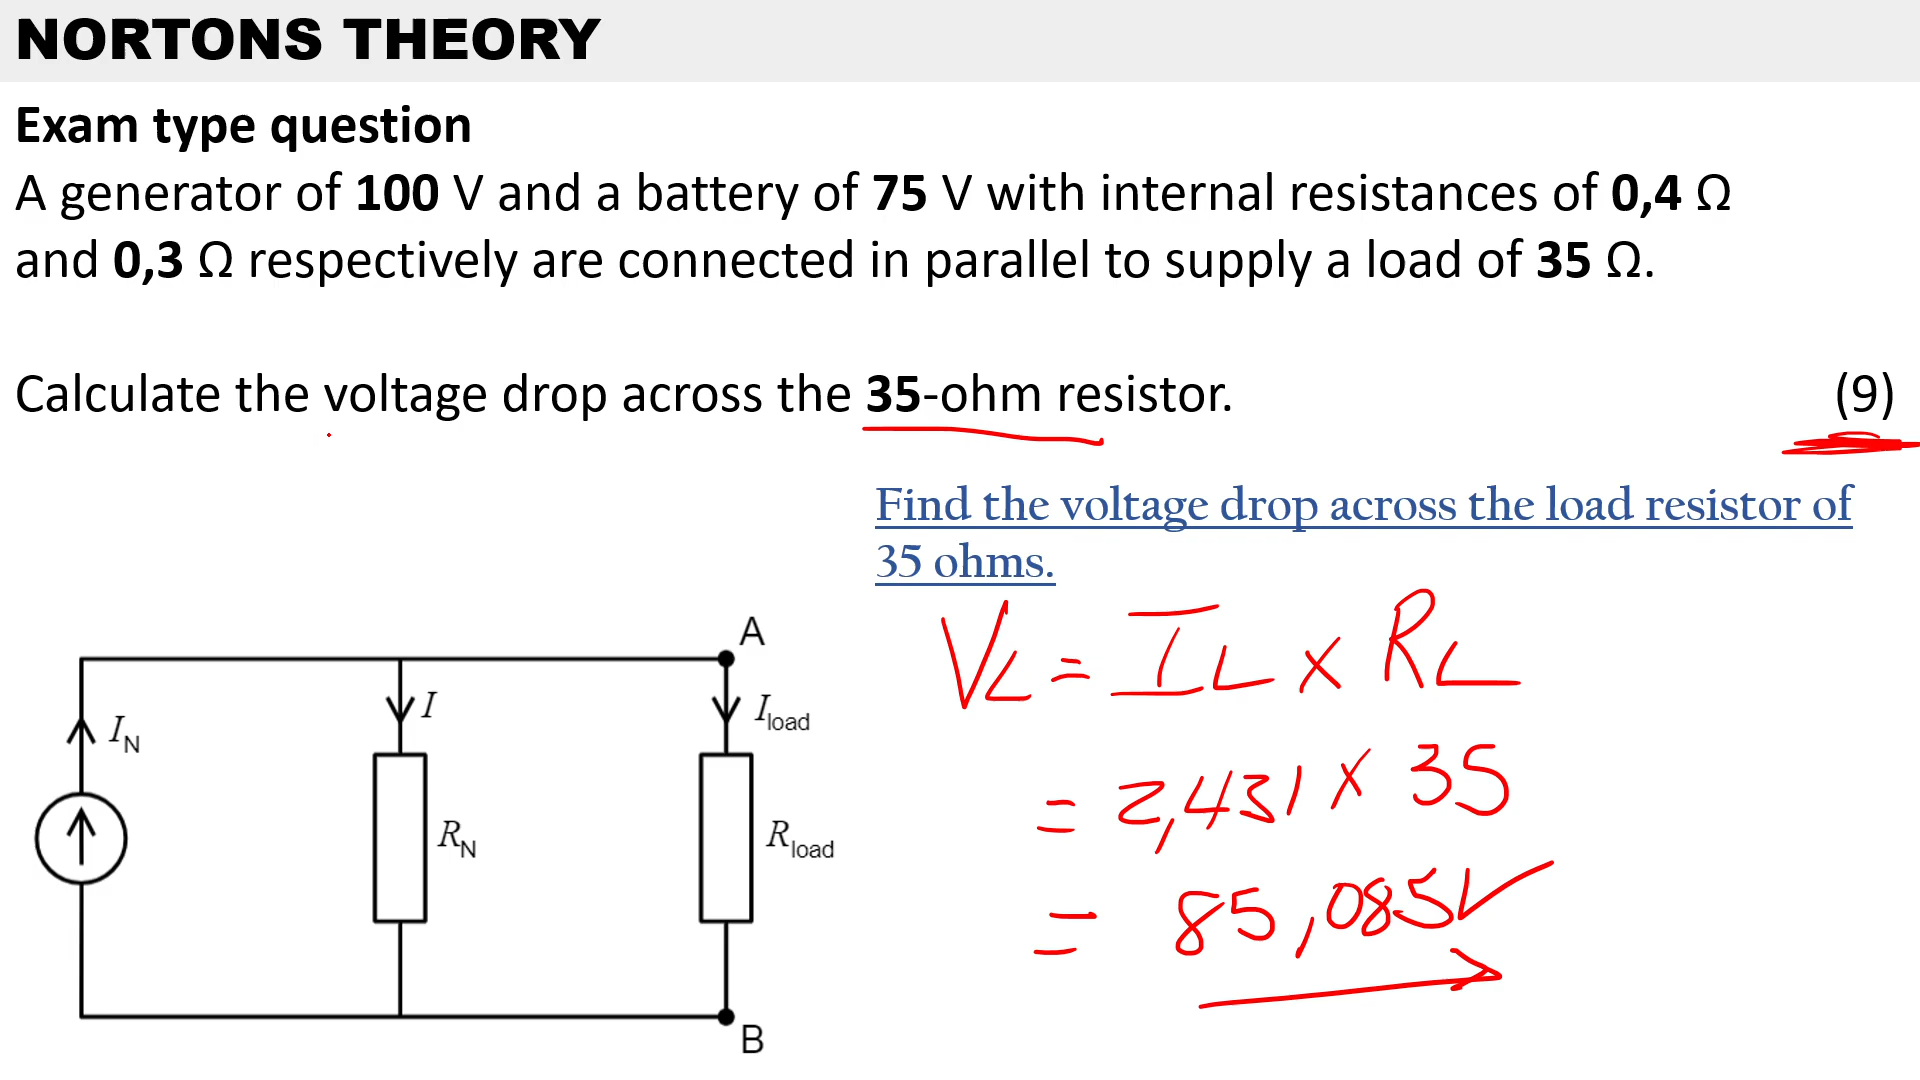 NORTONS THEORY
Exam type question
A generator of 100 V and a battery of 75 V with internal resistances of 0,4 Ω
and 0,3 Ω respectively are connected in parallel to supply a load of 35 Ω.
Calculate the voltage drop across the 35-ohm resistor. (9)
Find the voltage drop across the load resistor of
35 ohms.
VL = IL x RL
= 2,431 x 35
= 85,085V
A
I
Iload
IN
RN
Rload
B